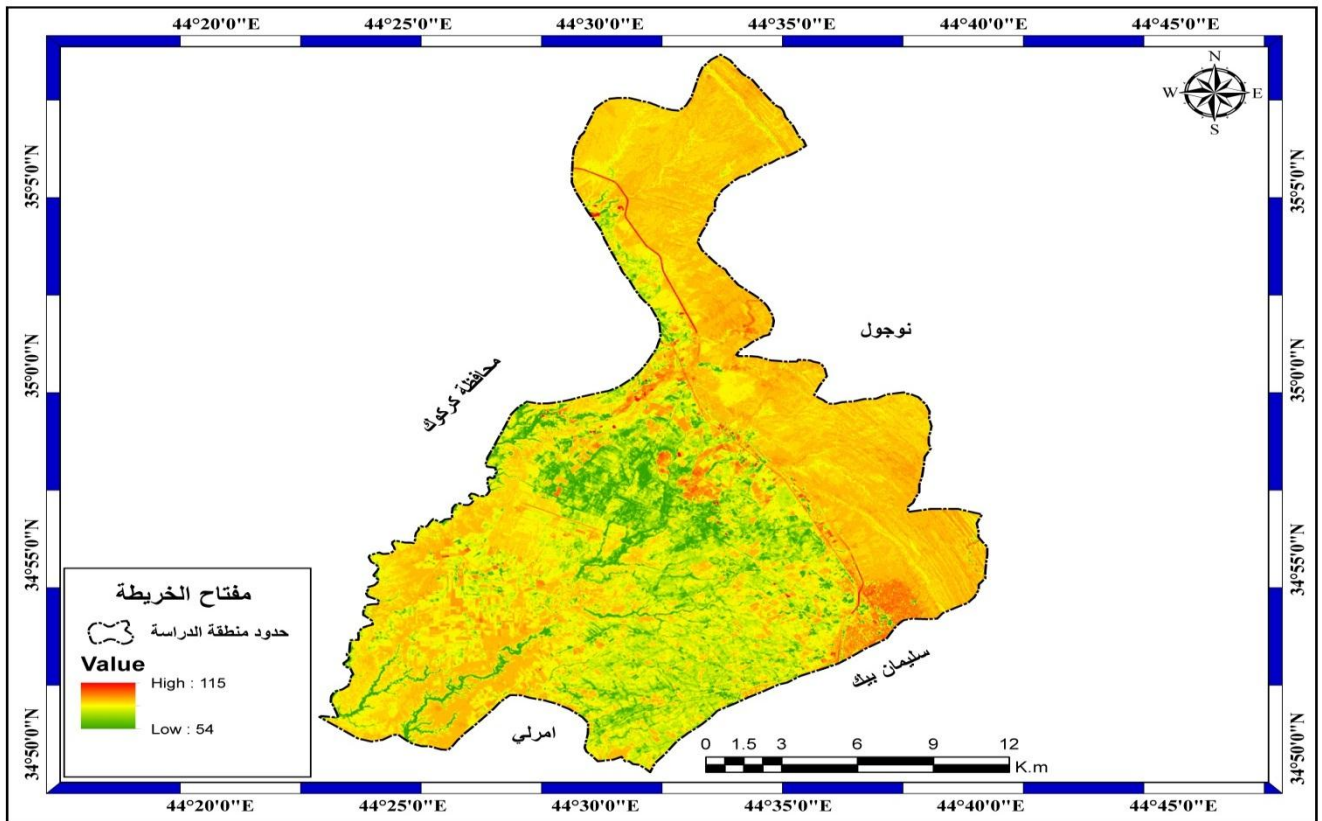 44°20'0"E 44°25'0"E 44°30'0"E 44°35'0"E 44°40'0"E 44°45'0"E
N
W E
S
35°5'0"N 35°5'0"N
نوجول
35°0'0"N 35°0'0"N
محافظة كركوك
34°55'0"N 34°55'0"N
مفتاح الخريطة
حدود منطقة الدراسة
Value
High : 115
Low : 54
سليمان بيك
امرلي
34°50'0"N 34°50'0"N
0 1.5 3 6 9 12
K.m
44°20'0"E 44°25'0"E 44°30'0"E 44°35'0"E 44°40'0"E 44°45'0"E